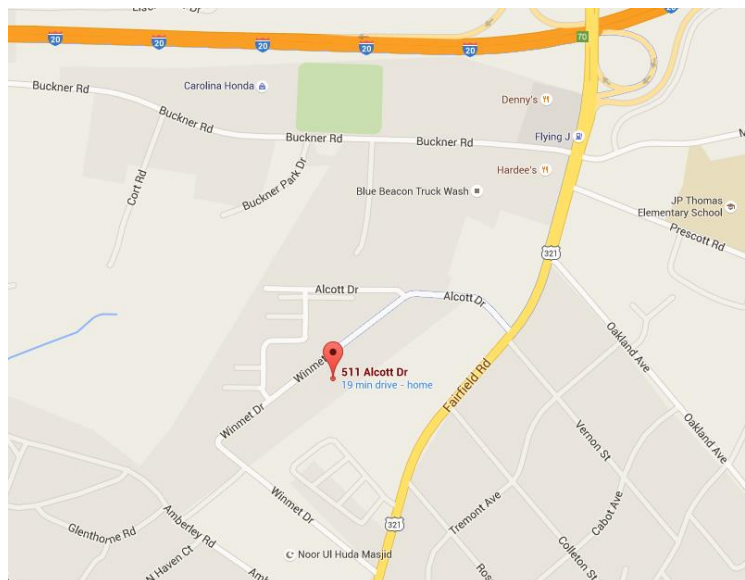 20
20
20
20
20
70
Carolina Honda
Buckner Rd
Denny's
Buckner Rd
Flying J
Buckner Rd
Buckner Rd
Hardee's
Cort Rd
Buckner Park Dr
Blue Beacon Truck Wash
JP Thomas
Elementary School
Prescott Rd
321
Alcott Dr
Alcott Dr
Oakland Ave
Winmet
511 Alcott Dr
19 min drive - home
Fairfield Rd
Winmet Dr
Vernon St
Oakland Ave
Winmet Dr
Tremont Ave
Cabot Ave
Amberley Rd
Glenthorne Rd
321
Colleton St
Noor Ul Huda Masjid
N Haven Ct